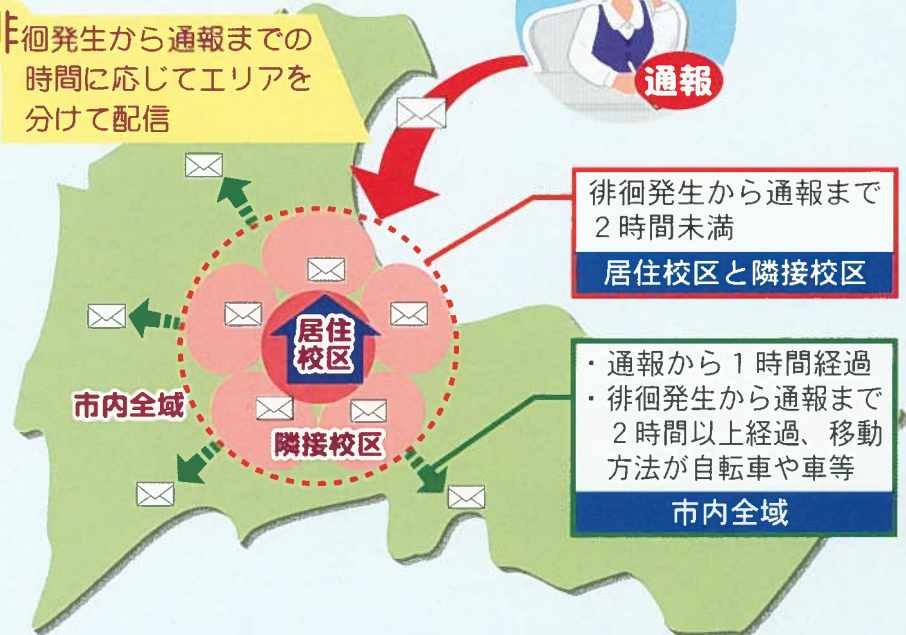 徘徊発生から通報までの
時間に応じてエリアを
分けて配信
通報
徘徊発生から通報まで
２時間未満
居住校区と隣接校区
居住
校区
市内全域
隣接校区
・通報から１時間経過
・徘徊発生から通報まで
２時間以上経過、移動
方法が自転車や車等
市内全域